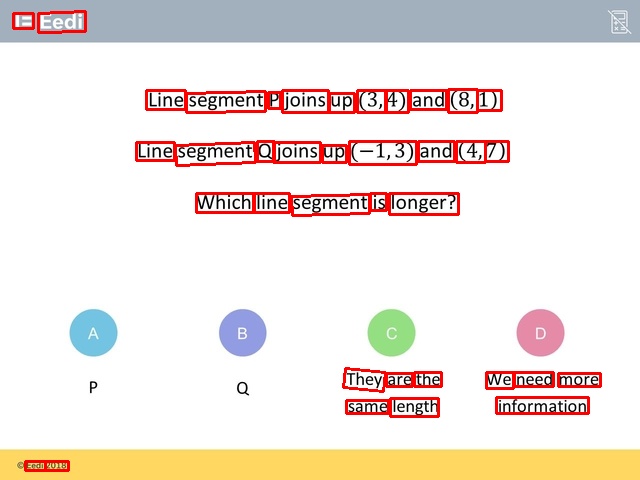 Eedi
Line segment P joins up (3, 4) and (8, 1)
Line segment Q joins up (−1, 3) and (4, 7)
Which line segment is longer?
A
B
C
D
P
Q
They are the
same length
We need more
information
© Eedi 2018